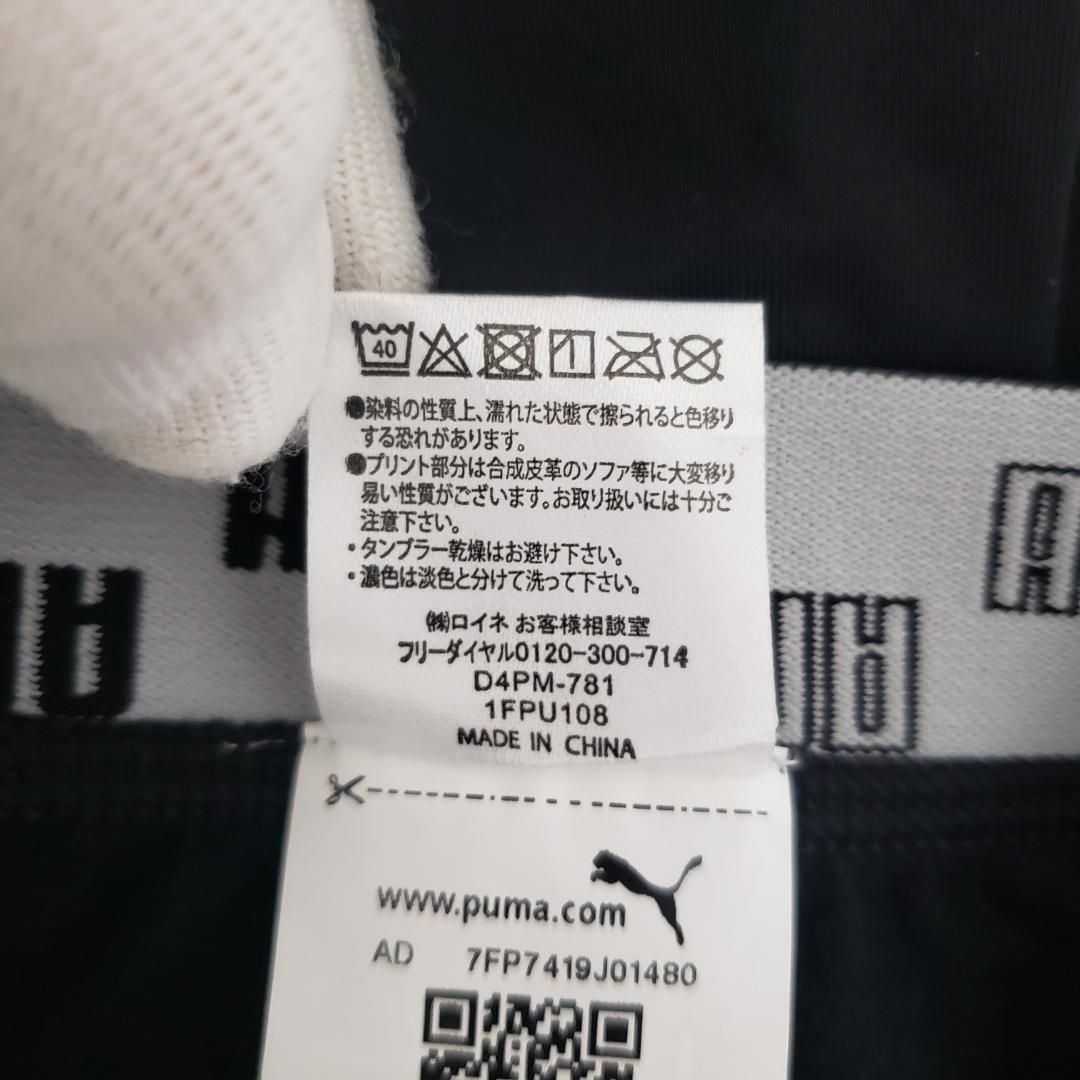 40
●染料の性質上、濡れた状態で擦られると色移り
する恐れがあります。
●プリント部分は合成皮革のソファ等に大変移り
易い性質がございます。お取り扱いには十分ご
注意下さい。
・タンブラー乾燥はお避け下さい。
・濃色は淡色と分けて洗って下さい。
㈱ロイネ お客様相談室
フリーダイヤル0120-300-714
D4PM-781
1FPU108
MADE IN CHINA
www.puma.com
AD 7FP7419J01480